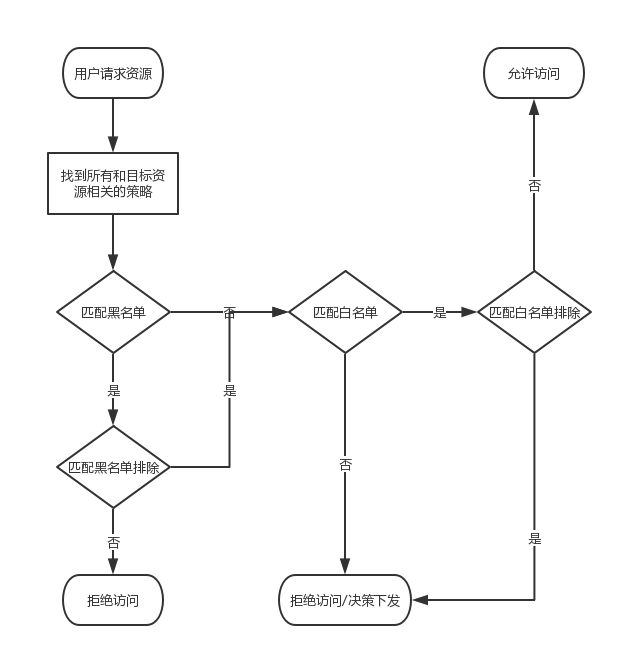 用户请求资源
允许访问
找到所有和目标资
源相关的策略
否
匹配黑名单
否
匹配白名单
是
匹配白名单排除
是
是
匹配黑名单排除
否
是
否
拒绝访问
拒绝访问/决策下发